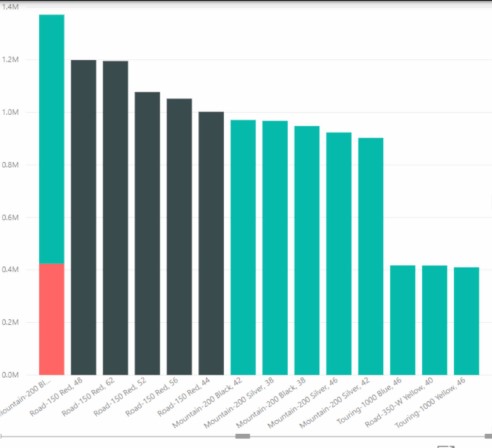 1.4M
1.2M
1.0M
0.8M
0.6M
0.4M
0.2M
0.0M
Mountain-200 Bl...
Road-150 Red, 48
Road-150 Red, 62
Road-150 Red, 52
Road-150 Red, 56
Road-150 Red, 44
Mountain-200 Black, 42
Mountain-200 Silver, 38
Mountain-200 Black, 38
Mountain-200 Silver, 46
Mountain-200 Silver, 42
Touring-1000 Blue, 46
Road-350-W Yellow, 40
Touring-1000 Yellow, 46